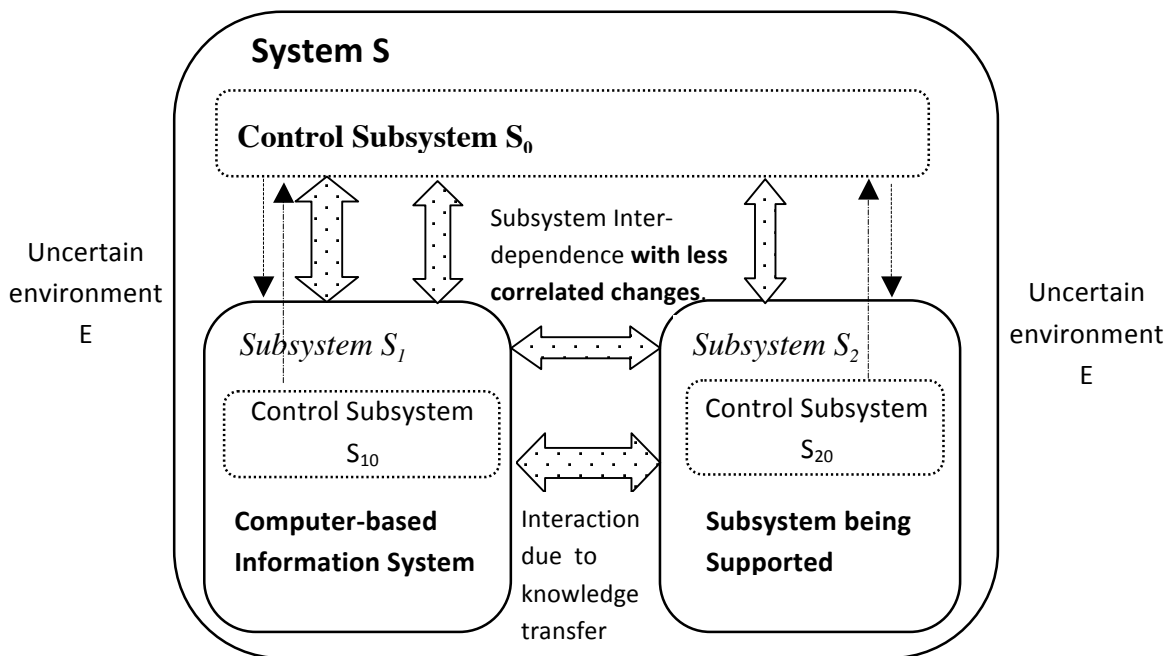 System S
Control Subsystem S₀
Subsystem Inter-
dependence with less
correlated changes.
Uncertain
environment
E
Uncertain
environment
E
Subsystem S₁
Subsystem S₂
Control Subsystem
S₁₀
Control Subsystem
S₂₀
Computer-based
Information System
Interaction
due to
knowledge
transfer
Subsystem being
Supported